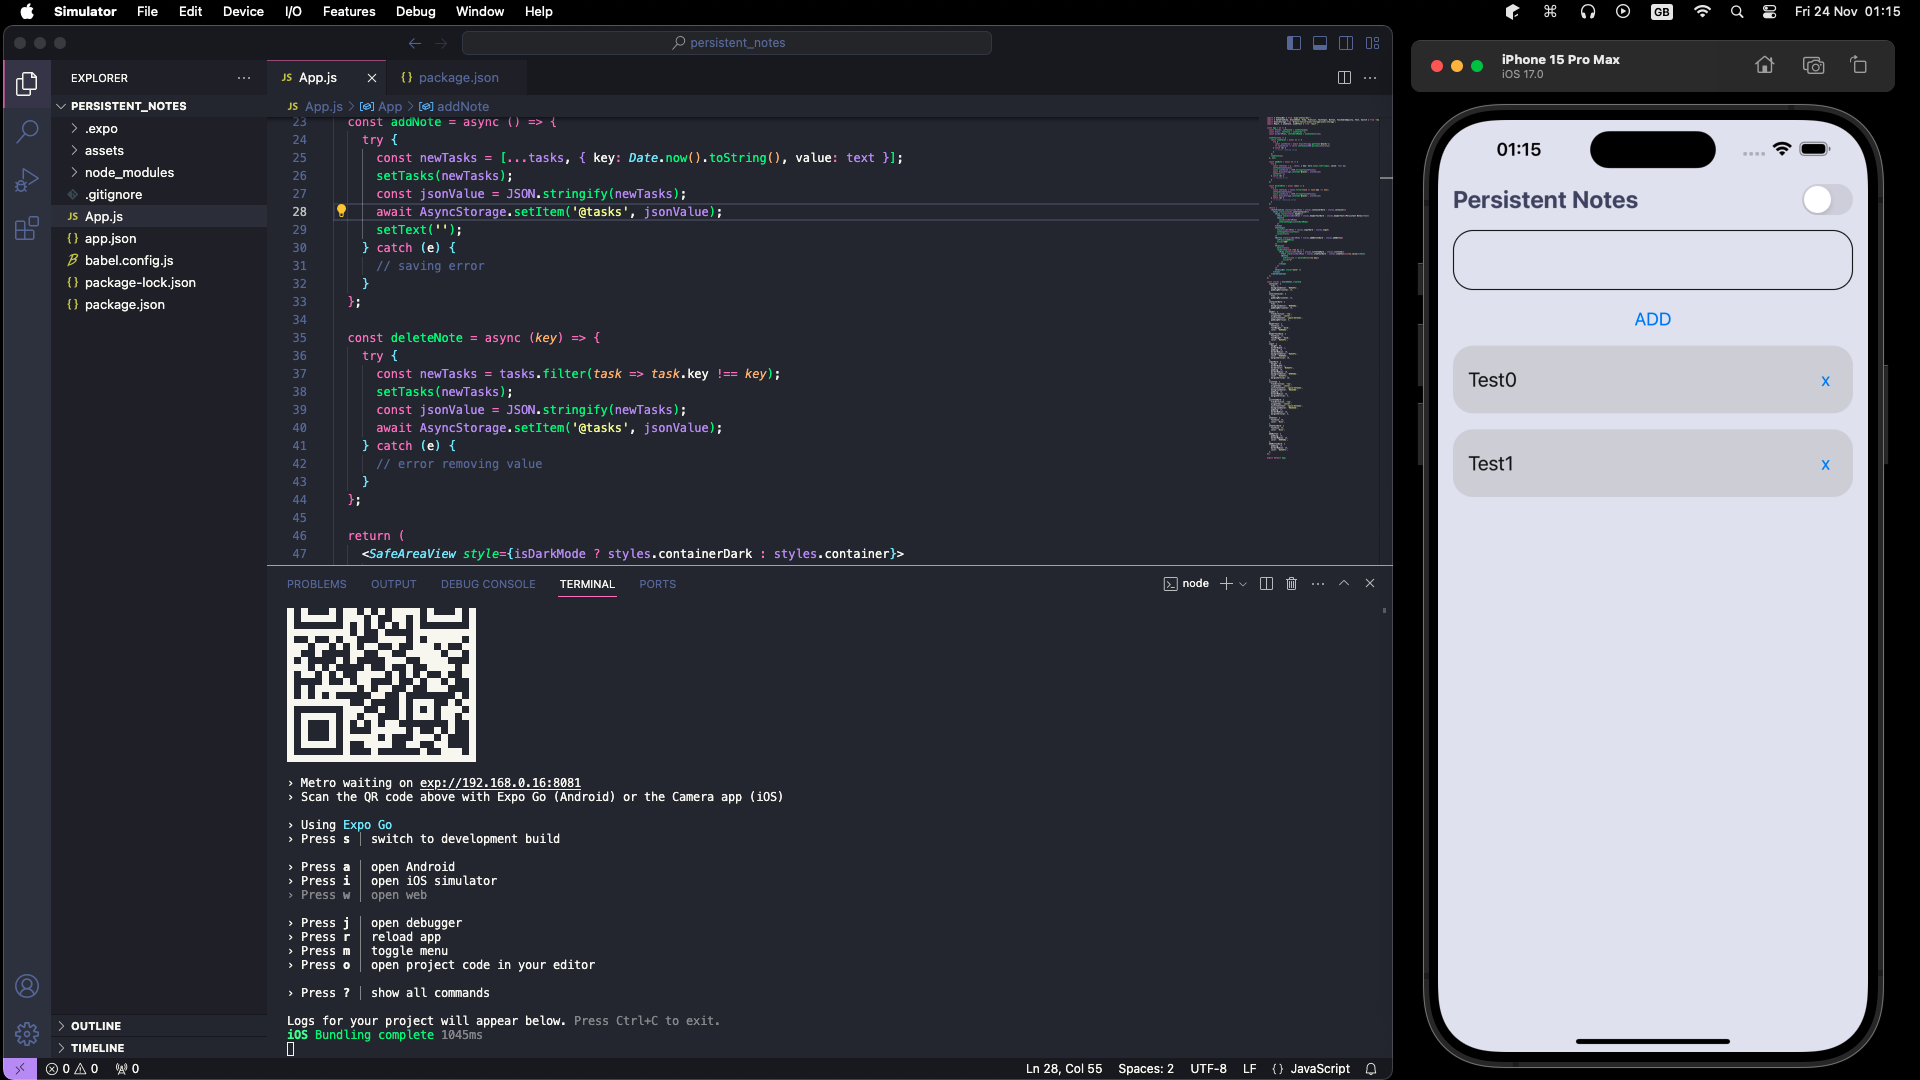 Simulator File Edit Device I/O Features Debug Window Help
GB Fri 24 Nov 01:15
persistent_notes
EXPLORER
PERSISTENT_NOTES
.expo
assets
node_modules
.gitignore
JS App.js
{} app.json
babel.config.js
{} package-lock.json
{} package.json
OUTLINE
TIMELINE
JS App.js {} package.json
JS App.js > App > addNote
23 const addNote = async () => {
24 try {
25 const newTasks = [...tasks, { key: Date.now().toString(), value: text }];
26 setTasks(newTasks);
27 const jsonValue = JSON.stringify(newTasks);
28 await AsyncStorage.setItem('@tasks', jsonValue);
29 setText('');
30 } catch (e) {
31 // saving error
32 }
33 };
34
35 const deleteNote = async (key) => {
36 try {
37 const newTasks = tasks.filter(task => task.key !== key);
38 setTasks(newTasks);
39 const jsonValue = JSON.stringify(newTasks);
40 await AsyncStorage.setItem('@tasks', jsonValue);
41 } catch (e) {
42 // error removing value
43 }
44 };
45
46 return (
47 <SafeAreaView style={isDarkMode ? styles.containerDark : styles.container}>
PROBLEMS OUTPUT DEBUG CONSOLE TERMINAL PORTS
node
› Metro waiting on exp://192.168.0.16:8081
› Scan the QR code above with Expo Go (Android) or the Camera app (iOS)
› Using Expo Go
› Press s │ switch to development build
› Press a │ open Android
› Press i │ open iOS simulator
› Press w │ open web
› Press j │ open debugger
› Press r │ reload app
› Press m │ toggle menu
› Press o │ open project code in your editor
› Press ? │ show all commands
Logs for your project will appear below. Press Ctrl+C to exit.
iOS Bundling complete 1045ms
0 0 0
Ln 28, Col 55 Spaces: 2 UTF-8 LF {} JavaScript
iPhone 15 Pro Max
iOS 17.0
01:15
Persistent Notes
ADD
Test0 x
Test1 x